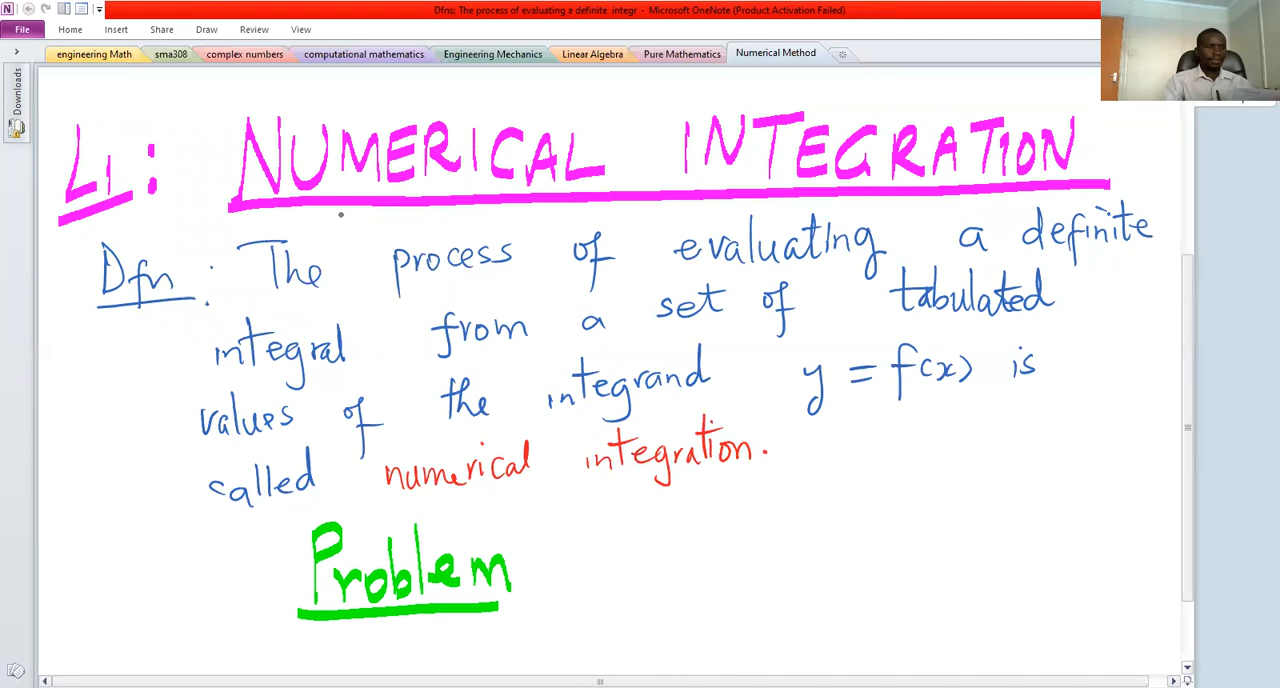 Dfns: The process of evaluating a definite integr - Microsoft OneNote (Product Activation Failed)
File Home Insert Share Draw Review View
engineering Math sma308 complex numbers computational mathematics Engineering Mechanics Linear Algebra Pure Mathematics Numerical Method
Downloads
L1: NUMERICAL INTEGRATION
Dfn: The process of evaluating a definite
integral from a set of tabulated
values of the integrand y = f(x) is
called numerical integration.
Problem